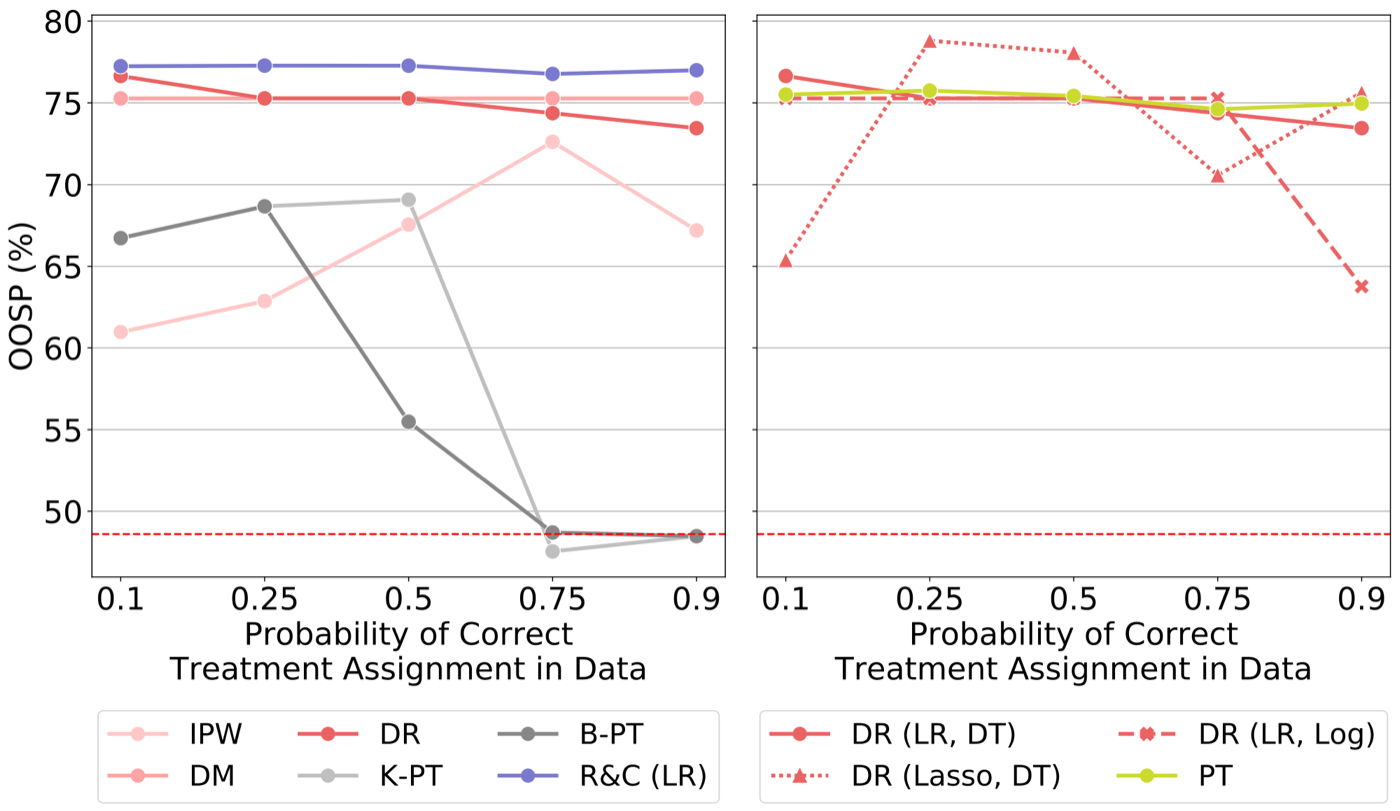 80
75
70
65
60
55
50
OOSP (%)
0.1 0.25 0.5 0.75 0.9
Probability of Correct
Treatment Assignment in Data
IPW DR B-PT
DM K-PT R&C (LR)
0.1 0.25 0.5 0.75 0.9
Probability of Correct
Treatment Assignment in Data
DR (LR, DT) DR (LR, Log)
DR (Lasso, DT) PT